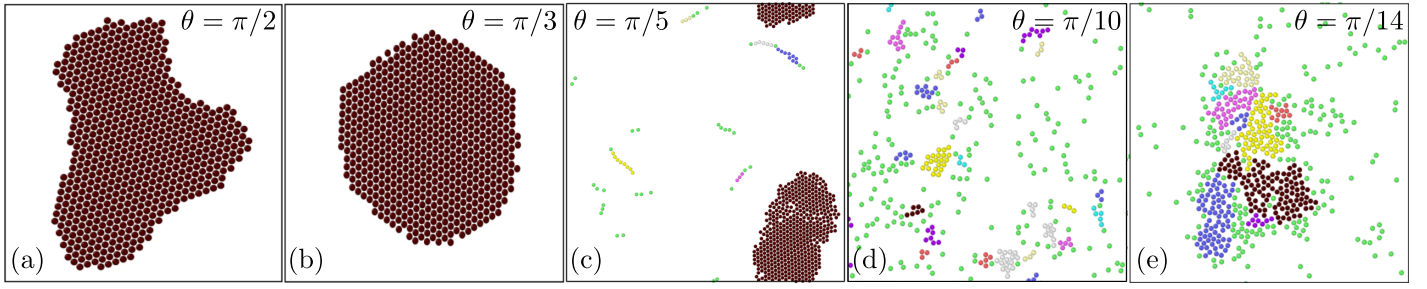 θ = π/2
θ = π/3
θ = π/5
θ = π/10
θ = π/14
(a)
(b)
(c)
(d)
(e)